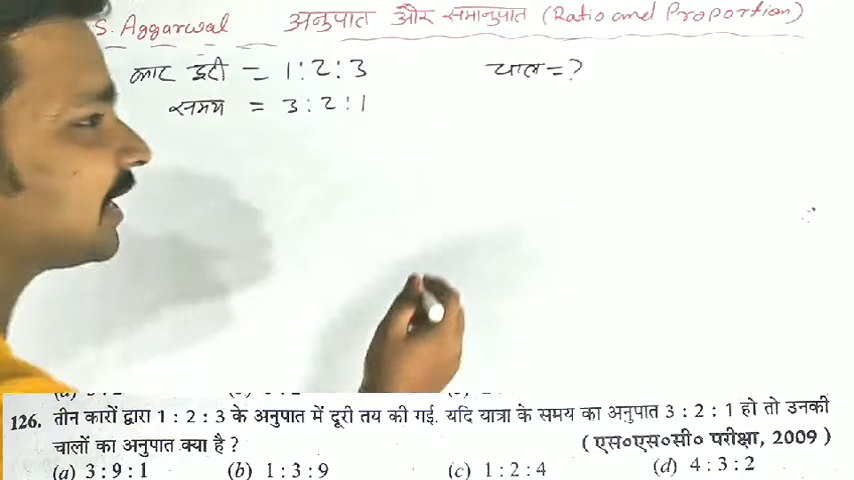 S. Aggarwal अनुपात और समानुपात (Ratio and Proportion)
कार दूरी = 1:2:3 चाल=?
समय = 3:2:1
126. तीन कारों द्वारा 1 : 2 : 3 के अनुपात में दूरी तय की गई. यदि यात्रा के समय का अनुपात 3 : 2 : 1 हो तो उनकी
चालों का अनुपात क्या है ? (एस०एस०सी० परीक्षा, 2009)
(a) 3:9:1 (b) 1:3:9 (c) 1:2:4 (d) 4:3:2